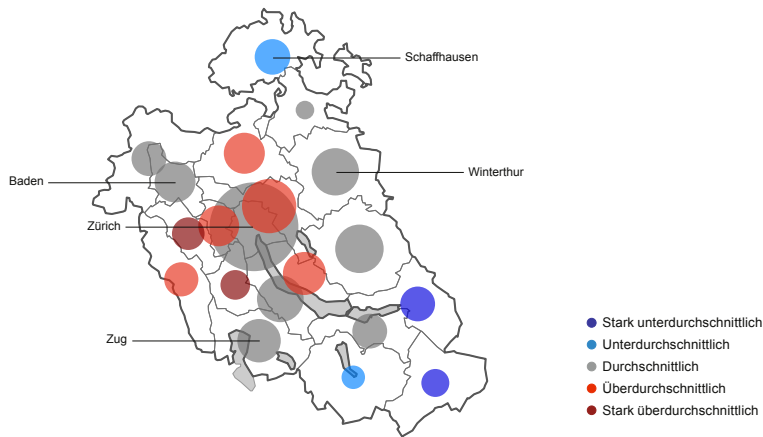 Schaffhausen
Winterthur
Baden
Zürich
Zug
Stark unterdurchschnittlich
Unterdurchschnittlich
Durchschnittlich
Überdurchschnittlich
Stark überdurchschnittlich